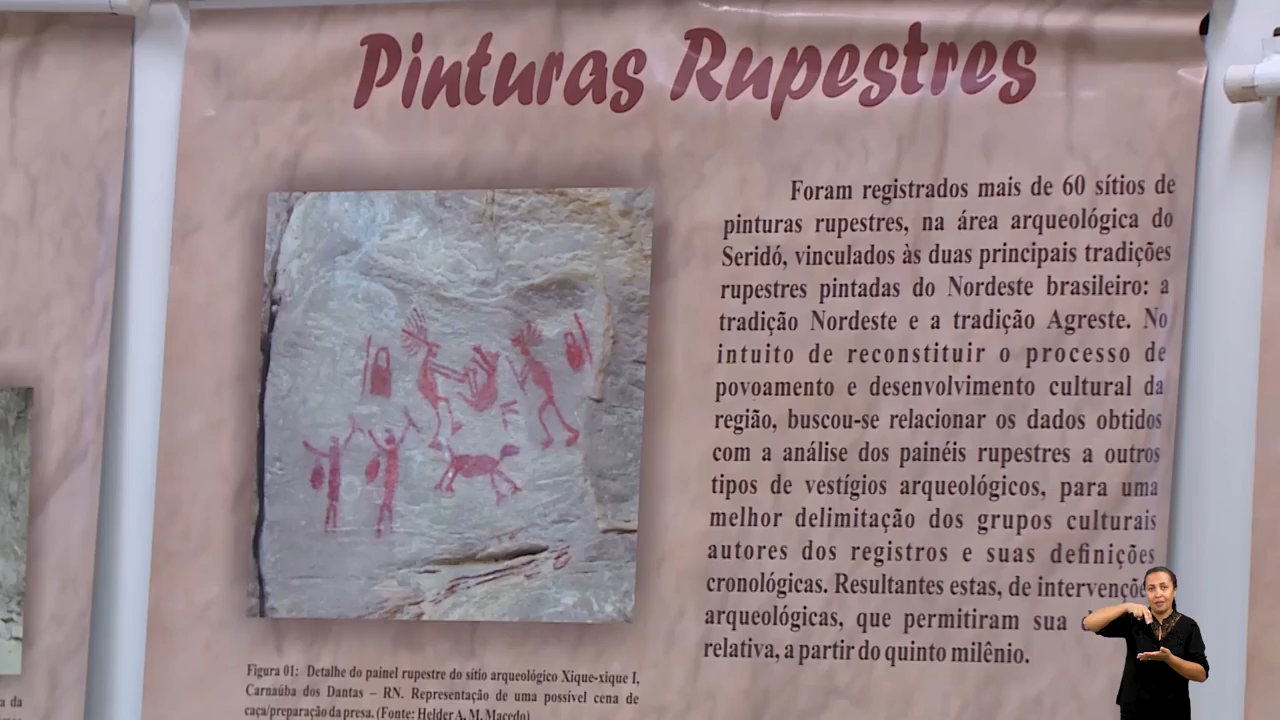 Pinturas Rupestres
Foram registrados mais de 60 sítios de
pinturas rupestres, na área arqueológica do
Seridó, vinculados às duas principais tradições
rupestres pintadas do Nordeste brasileiro: a
tradição Nordeste e a tradição Agreste. No
intuito de reconstituir o processo de
povoamento e desenvolvimento cultural da
região, buscou-se relacionar os dados obtidos
com a análise dos painéis rupestres a outros
tipos de vestígios arqueológicos, para uma
melhor delimitação dos grupos culturais
autores dos registros e suas definições
cronológicas. Resultantes estas, de
arqueológicas, que permitiram sua
relativa, a partir do quinto milênio.
Figura 01: Detalhe do painel rupestre do sítio arqueológico Xique-xique I,
Carnaúba dos Dantas – RN. Representação de uma possível cena de
caça/preparação da presa. (Fonte: Helder A. M. Macedo)
a da